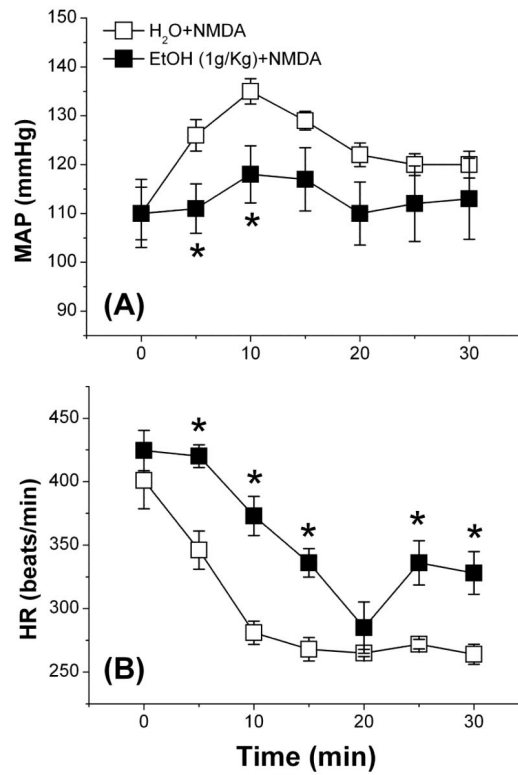 H₂O+NMDA
EtOH (1g/Kg)+NMDA
150
140
130
120
110
100
90
MAP (mmHg)
* *
(A)
0 10 20 30
450
400
350
300
250
HR (beats/min)
* * * * *
(B)
0 10 20 30
Time (min)